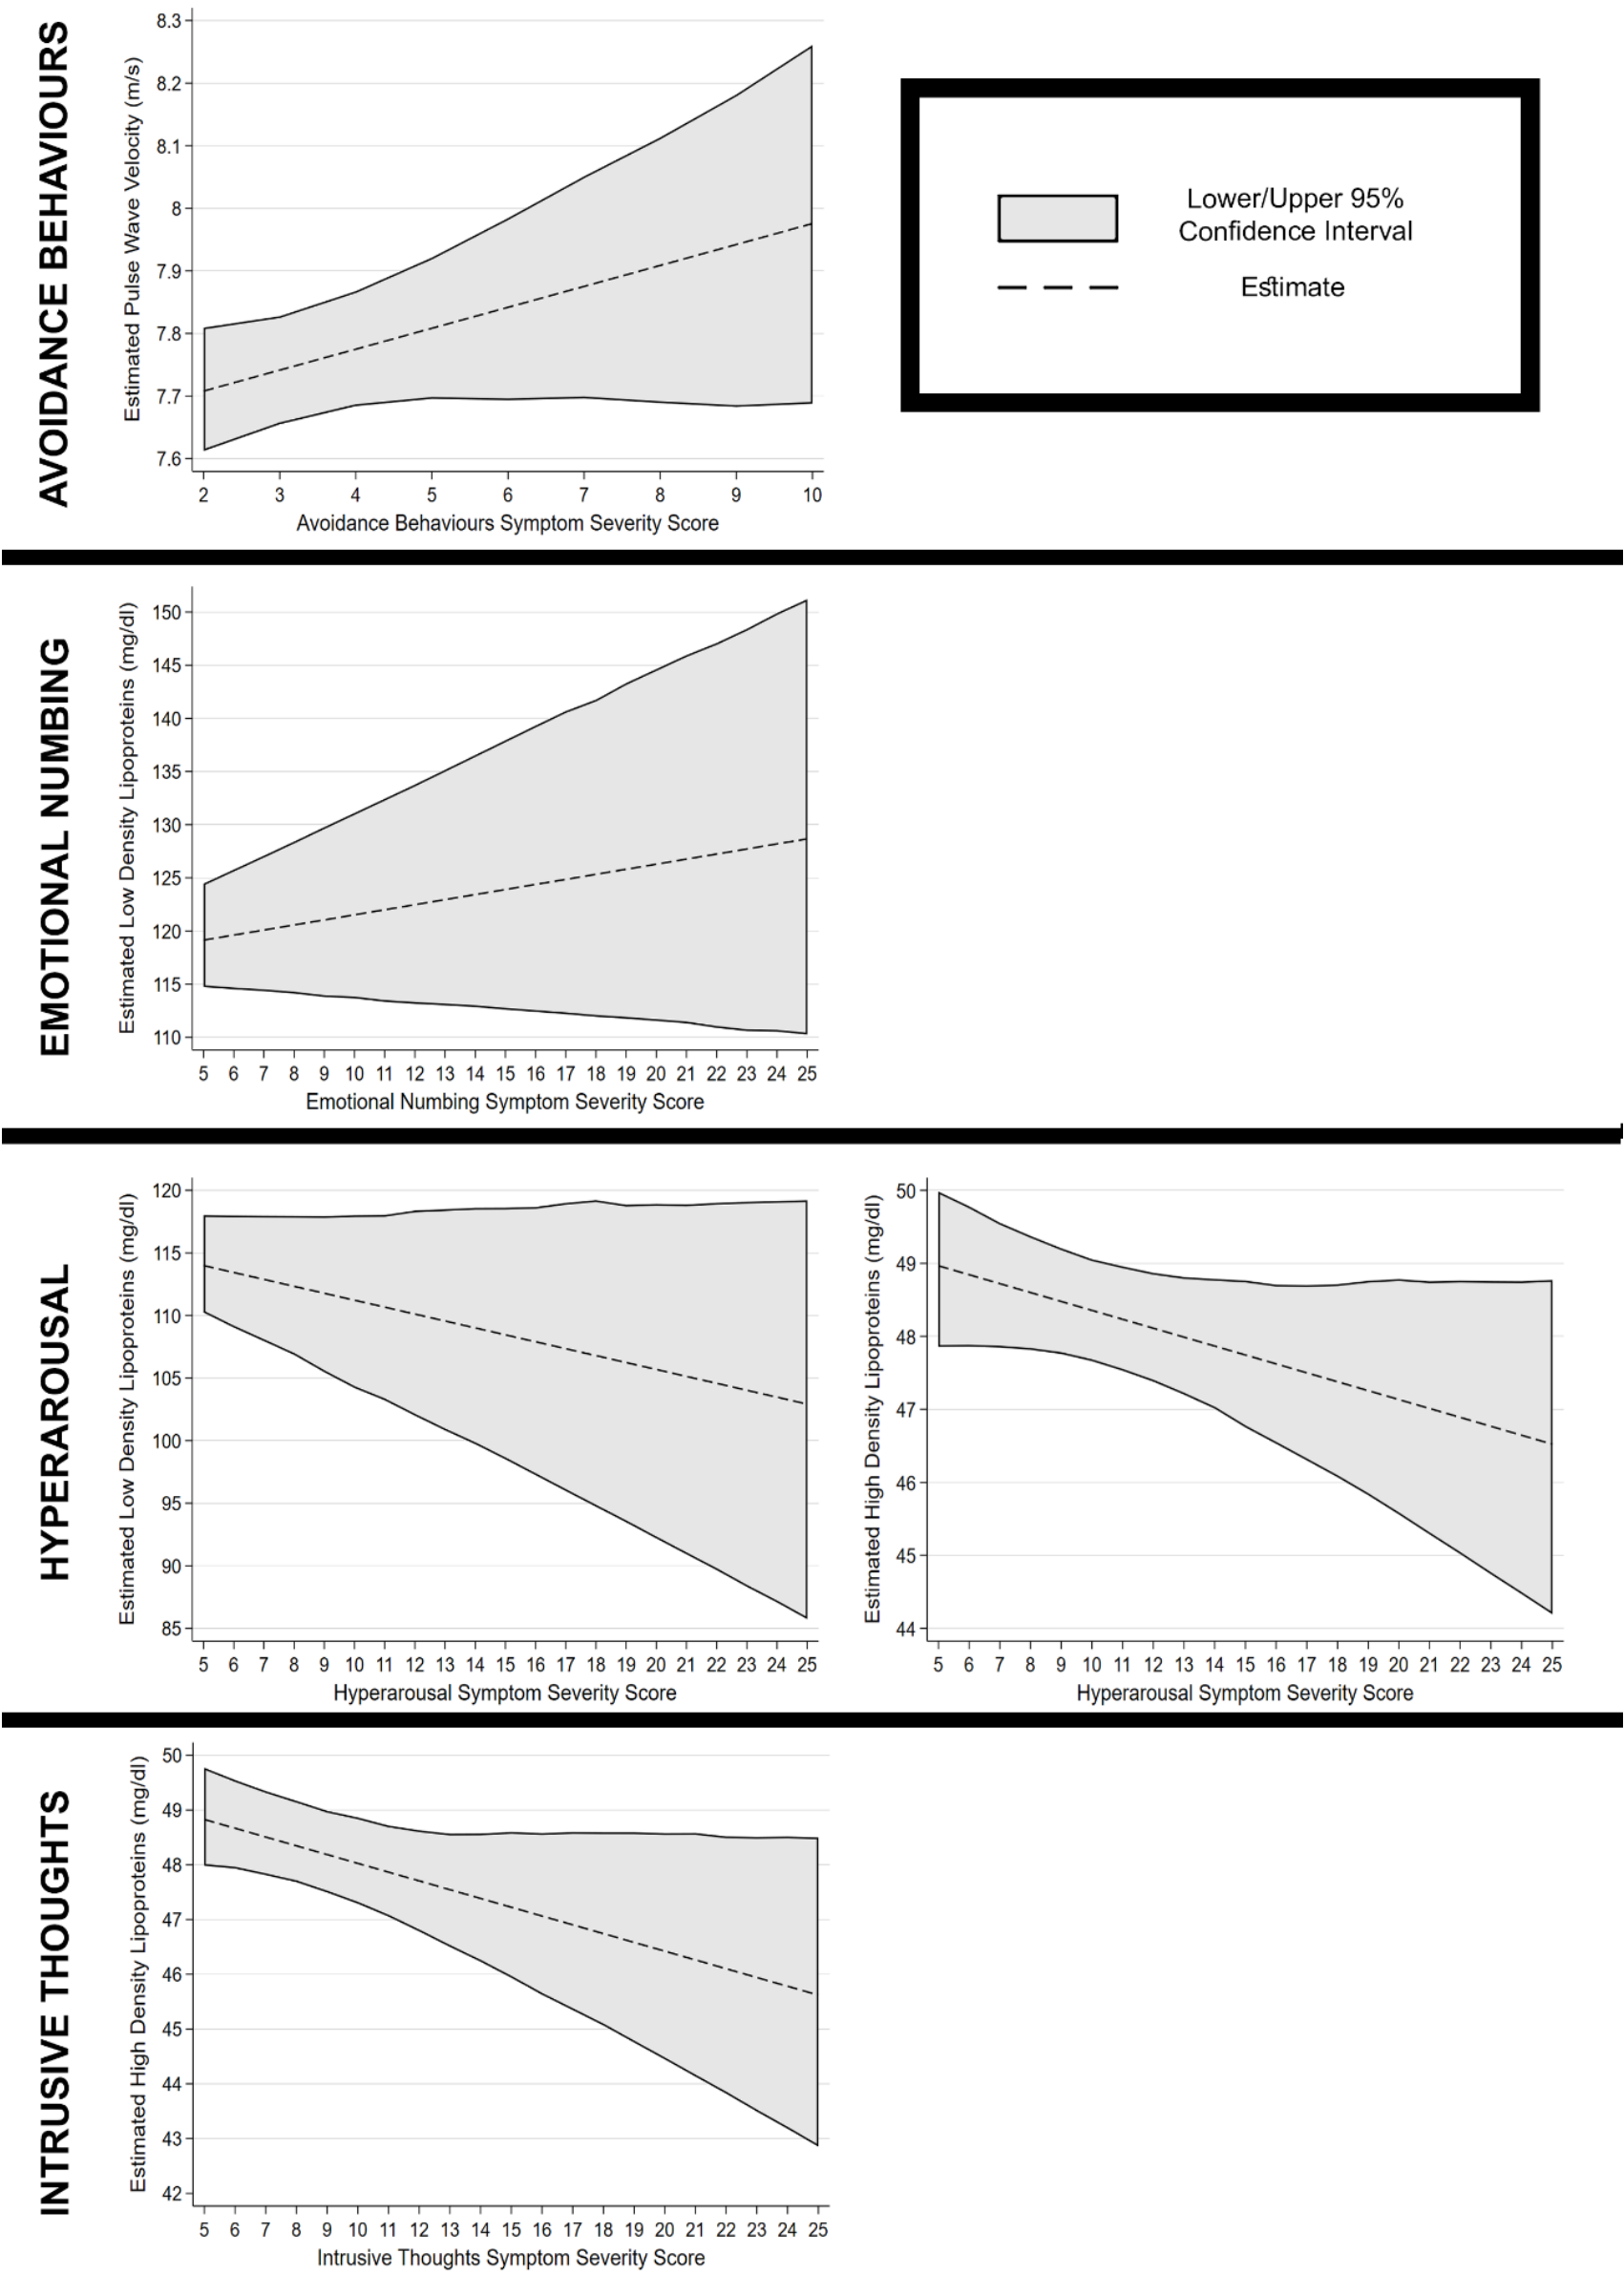 AVOIDANCE BEHAVIOURS
Estimated Pulse Wave Velocity (m/s)
8.3
8.2
8.1
8
7.9
7.8
7.7
7.6
2 3 4 5 6 7 8 9 10
Avoidance Behaviours Symptom Severity Score
Lower/Upper 95%
Confidence Interval
Estimate
EMOTIONAL NUMBING
Estimated Low Density Lipoproteins (mg/dl)
150
145
140
135
130
125
120
115
110
5 6 7 8 9 10 11 12 13 14 15 16 17 18 19 20 21 22 23 24 25
Emotional Numbing Symptom Severity Score
HYPERAROUSAL
Estimated Low Density Lipoproteins (mg/dl)
120
115
110
105
100
95
90
85
5 6 7 8 9 10 11 12 13 14 15 16 17 18 19 20 21 22 23 24 25
Hyperarousal Symptom Severity Score
Estimated High Density Lipoproteins (mg/dl)
50
49
48
47
46
45
44
5 6 7 8 9 10 11 12 13 14 15 16 17 18 19 20 21 22 23 24 25
Hyperarousal Symptom Severity Score
INTRUSIVE THOUGHTS
Estimated High Density Lipoproteins (mg/dl)
50
49
48
47
46
45
44
43
42
5 6 7 8 9 10 11 12 13 14 15 16 17 18 19 20 21 22 23 24 25
Intrusive Thoughts Symptom Severity Score